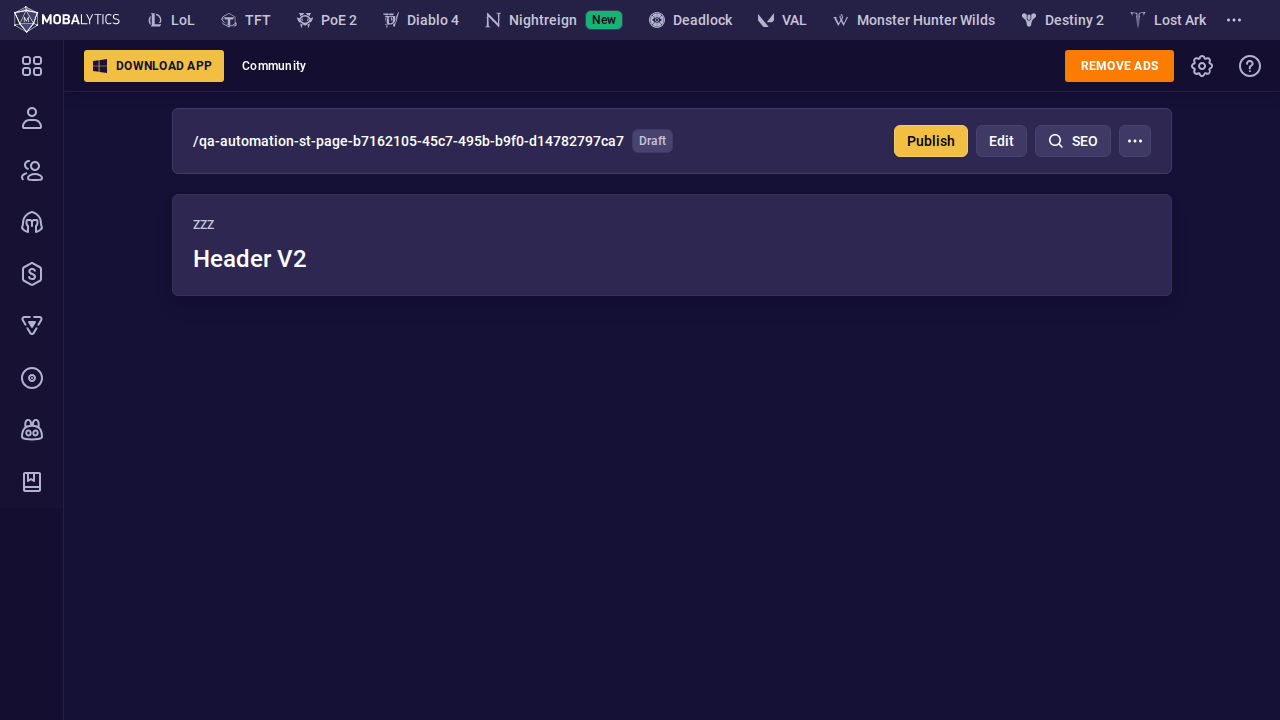 MOBALYTICS LoL TFT PoE 2 Diablo 4 Nightreign New Deadlock VAL Monster Hunter Wilds Destiny 2 Lost Ark
DOWNLOAD APP Community REMOVE ADS
/qa-automation-st-page-b7162105-45c7-495b-b9f0-d14782797ca7 Draft Publish Edit SEO
ZZZ
Header V2